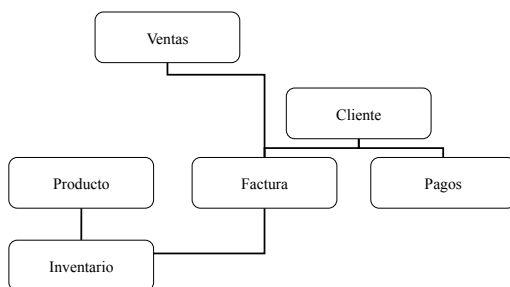 Ventas
Cliente
Producto
Factura
Pagos
Inventario